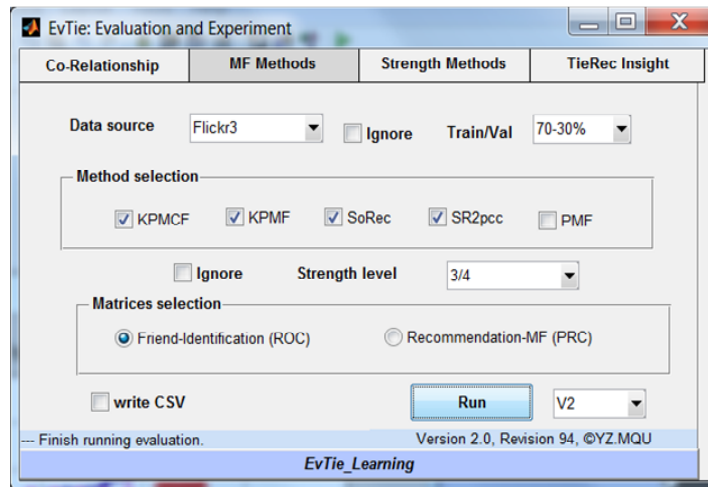 EvTie: Evaluation and Experiment
Co-Relationship MF Methods Strength Methods TieRec Insight
Data source Flickr3 Ignore Train/Val 70-30%
Method selection
KPMCF KPMF SoRec SR2pcc PMF
Ignore Strength level 3/4
Matrices selection
Friend-Identification (ROC) Recommendation-MF (PRC)
write CSV Run V2
--- Finish running evaluation. Version 2.0, Revision 94, ©YZ.MQU
EvTie_Learning